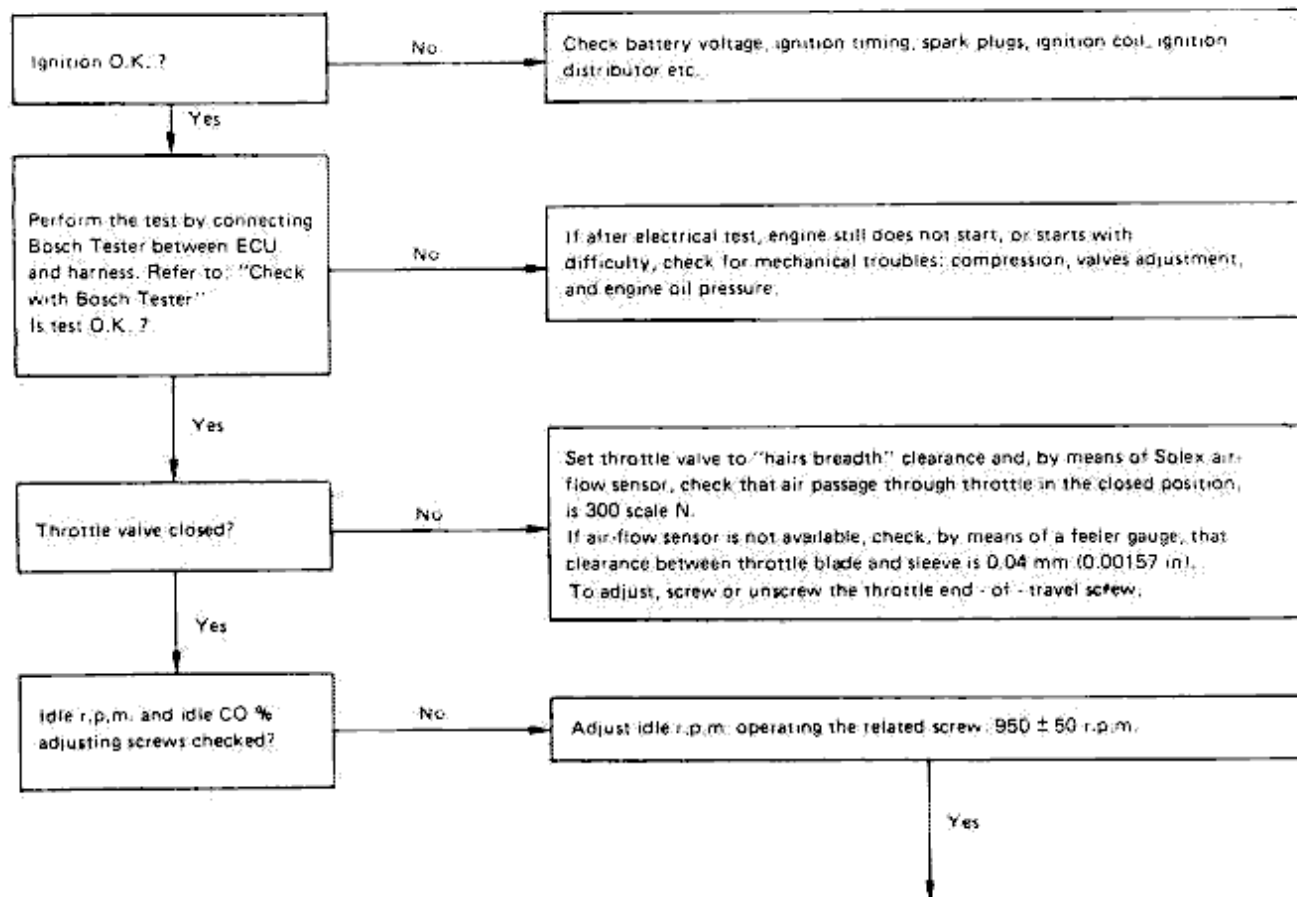 Ignition O.K. ?
No
Check battery voltage, ignition timing, spark plugs, ignition coil, ignition
distributor etc.
Yes
Perform the test by connecting
Bosch Tester between ECU
and harness. Refer to: "Check
with Bosch Tester"
Is test O.K. ?
No
If after electrical test, engine still does not start, or starts with
difficulty, check for mechanical troubles: compression, valves adjustment,
and engine oil pressure.
Yes
Throttle valve closed?
No
Set throttle valve to "hairs breadth" clearance and, by means of Solex air-
flow sensor, check that air passage through throttle in the closed position,
is 300 scale N.
If air-flow sensor is not available, check, by means of a feeler gauge, that
clearance between throttle blade and sleeve is 0.04 mm (0.00157 in).
To adjust, screw or unscrew the throttle end - of - travel screw.
Yes
Idle r.p.m. and idle CO %
adjusting screws checked?
No
Adjust idle r.p.m. operating the related screw: 950 ± 50 r.p.m.
Yes